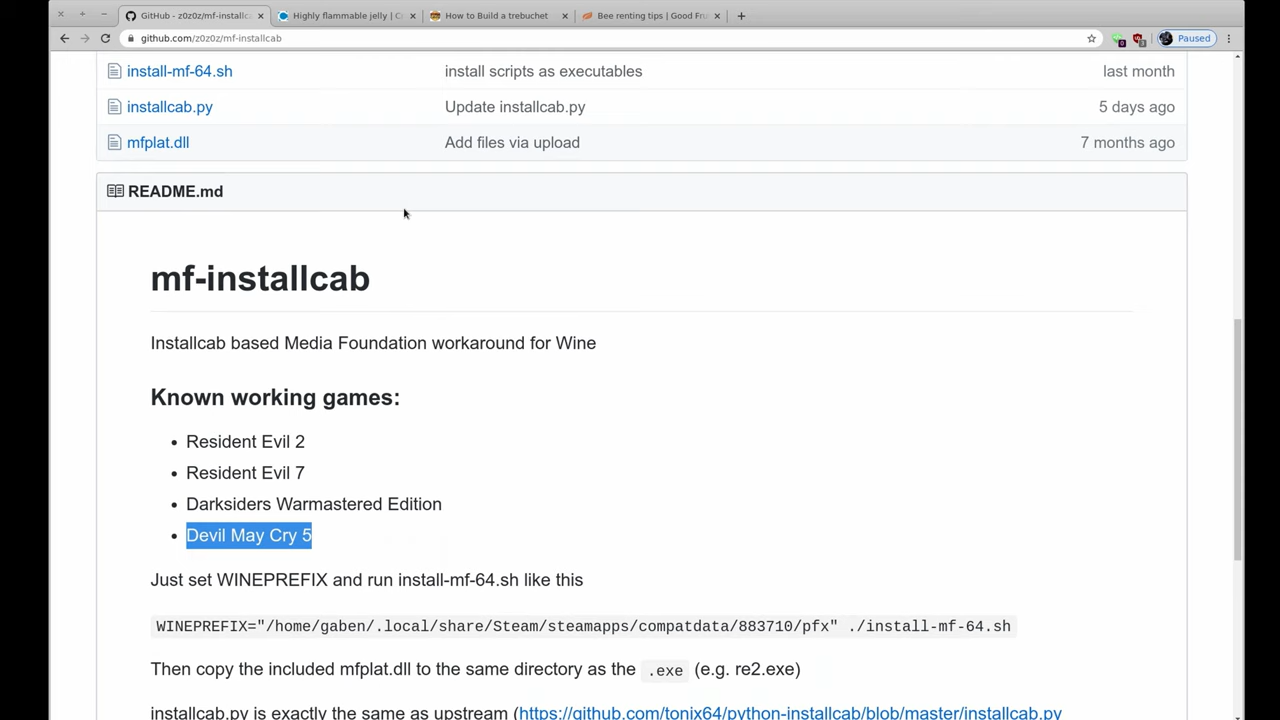 GitHub - z0z0z/mf-installc
Highly flammable jelly | C
How to Build a trebuchet
Bee renting tips | Good Fru
github.com/z0z0z/mf-installcab
Paused
install-mf-64.sh install scripts as executables last month
installcab.py Update installcab.py 5 days ago
mfplat.dll Add files via upload 7 months ago
README.md
mf-installcab
Installcab based Media Foundation workaround for Wine
Known working games:
• Resident Evil 2
• Resident Evil 7
• Darksiders Warmastered Edition
• Devil May Cry 5
Just set WINEPREFIX and run install-mf-64.sh like this
WINEPREFIX="/home/gaben/.local/share/Steam/steamapps/compatdata/883710/pfx" ./install-mf-64.sh
Then copy the included mfplat.dll to the same directory as the .exe (e.g. re2.exe)
installcab.py is exactly the same as upstream (https://github.com/tonix64/python-installcab/blob/master/installcab.py